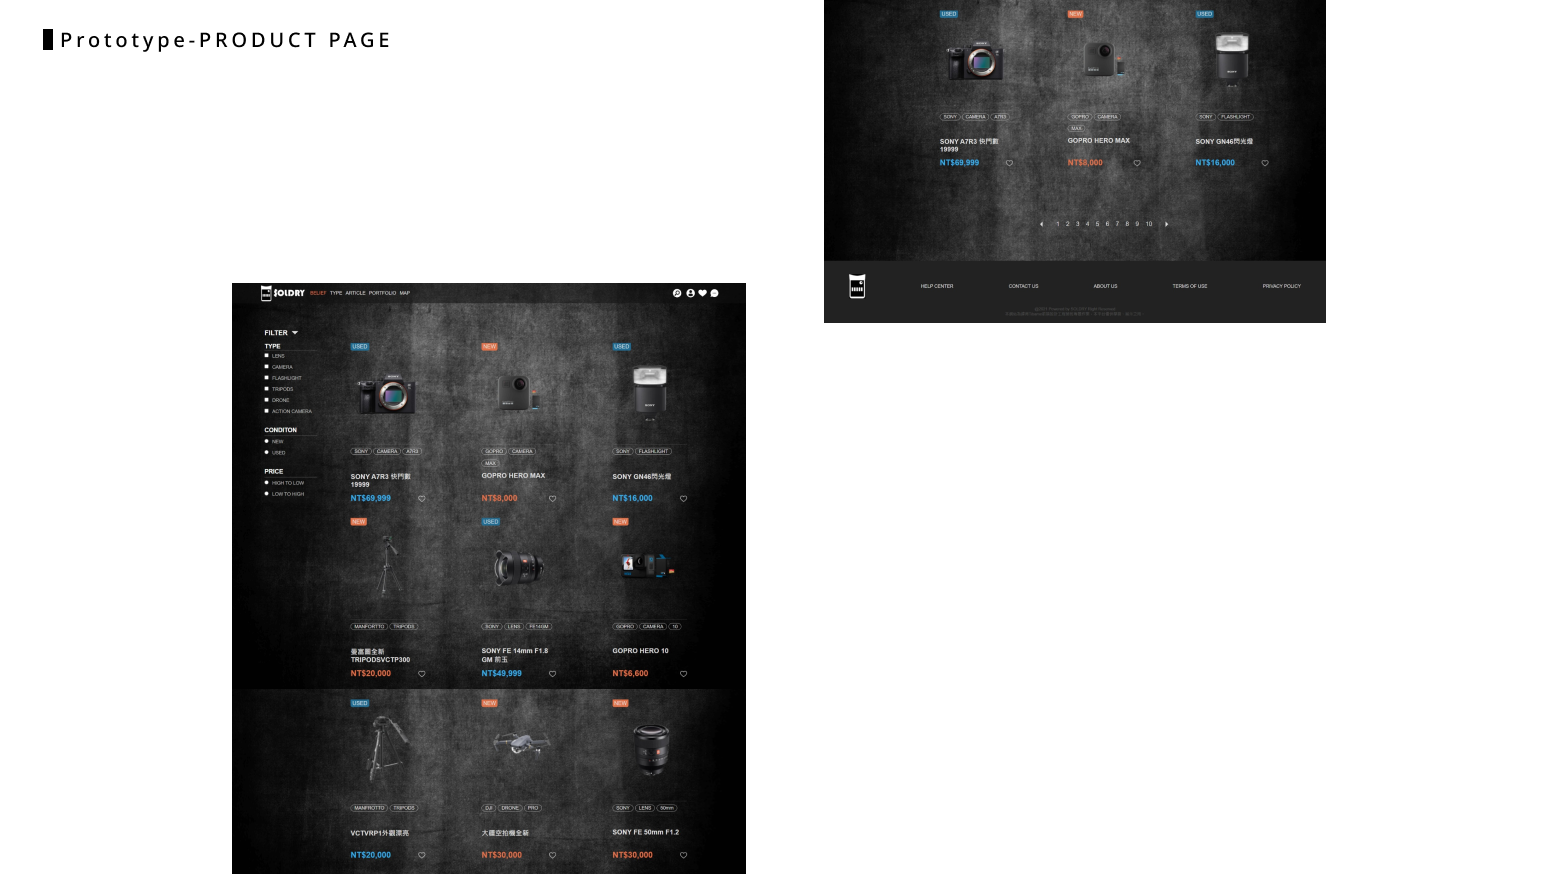 Prototype-PRODUCT PAGE
SOLDRY BELIEF TYPE ARTICLE PORTFOLIO MAP
FILTER
TYPE
LENS
CAMERA
FLASHLIGHT
TRIPODS
DRONE
ACTION CAMERA
CONDITON
NEW
USED
PRICE
HIGH TO LOW
LOW TO HIGH
USED NEW USED
SONY CAMERA A7R3 GOPRO CAMERA SONY FLASHLIGHT
MAX
SONY A7R3 快門數 GOPRO HERO MAX SONY GN46閃光燈
19999
NT$69,999 NT$8,000 NT$16,000
NEW USED NEW
MANFORTTO TRIPODS SONY LENS FE14GM GOPRO CAMERA 10
曼富圖全新 SONY FE 14mm F1.8 GOPRO HERO 10
TRIPODSVCTP300 GM 前玉
NT$20,000 NT$49,999 NT$6,600
USED NEW NEW
MANFROTTO TRIPODS DJI DRONE PRO SONY LENS 50mm
VCTVRP1外觀漂亮 大疆空拍機全新 SONY FE 50mm F1.2
NT$20,000 NT$30,000 NT$30,000
USED NEW USED
SONY CAMERA A7R3 GOPRO CAMERA SONY FLASHLIGHT
MAX
SONY A7R3 快門數 GOPRO HERO MAX SONY GN46閃光燈
19999
NT$69,999 NT$8,000 NT$16,000
1 2 3 4 5 6 7 8 9 10
HELP CENTER CONTACT US ABOUT US TERMS OF USE PRIVACY POLICY